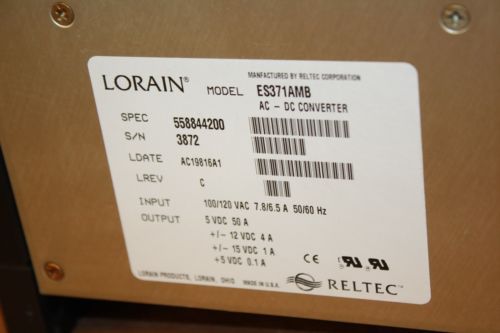 MANUFACTURED BY RELTEC CORPORATION
LORAIN® MODEL ES371AMB
AC - DC CONVERTER
SPEC 558844200
S/N 3872
LDATE AC19816A1
LREV C
INPUT 100/120 VAC 7.8/6.5 A 50/60 Hz
OUTPUT 5 VDC 50 A
+/- 12 VDC 4 A
+/- 15 VDC 1 A
+5 VDC 0.1 A
LORAIN PRODUCTS, LORAIN, OHIO MADE IN U.S.A. CE RELTEC™